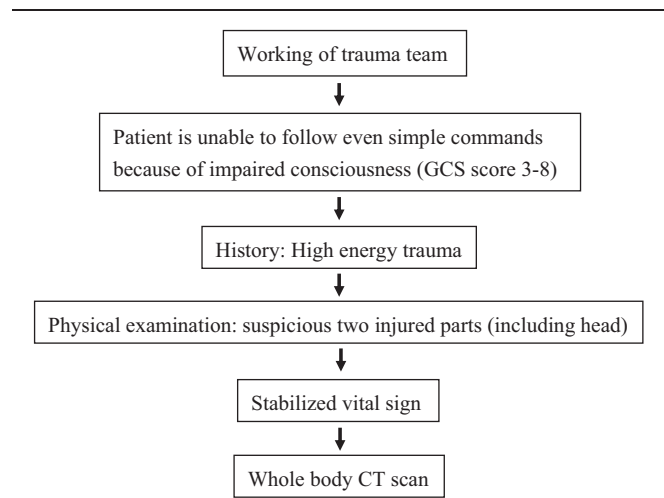 Working of trauma team
Patient is unable to follow even simple commands
because of impaired consciousness (GCS score 3-8)
History: High energy trauma
Physical examination: suspicious two injured parts (including head)
Stabilized vital sign
Whole body CT scan